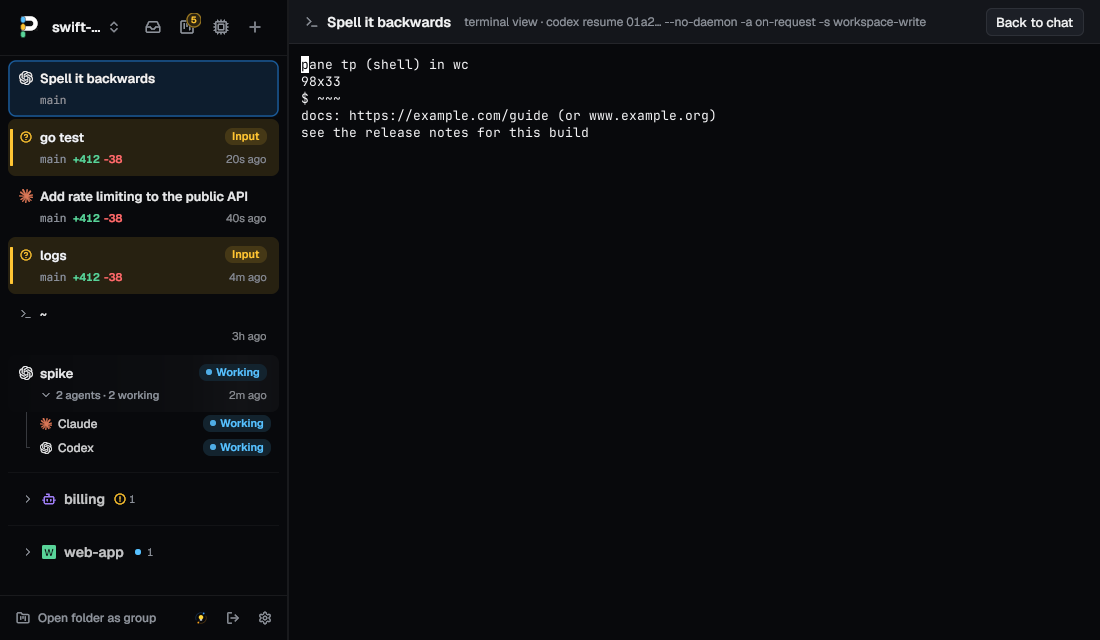 swift-...
5
Spell it backwards
main
go test
Input
main +412 -38
20s ago
Add rate limiting to the public API
main +412 -38
40s ago
logs
Input
main +412 -38
4m ago
>_ ~
3h ago
spike
Working
2 agents · 2 working
2m ago
Claude
Working
Codex
Working
billing
1
W web-app
1
Open folder as group
>_ Spell it backwards terminal view · codex resume 01a2… --no-daemon -a on-request -s workspace-write
Back to chat
pane tp (shell) in wc
98x33
$ ~~~
docs: https://example.com/guide (or www.example.org)
see the release notes for this build